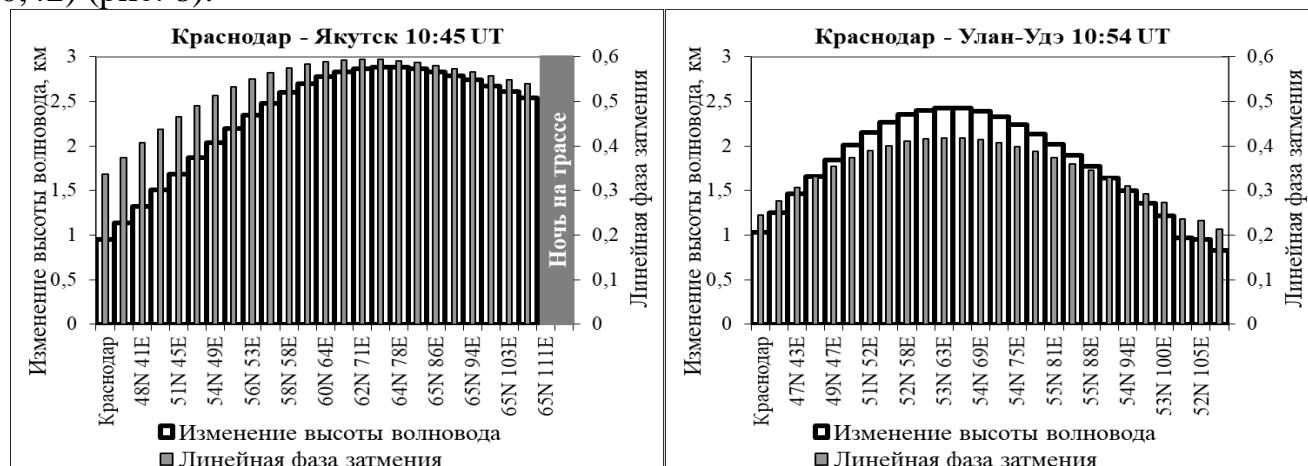 0,42) (рис. 8).
Краснодар - Якутск 10:45 UT
Изменение высоты волновода, км
3
2,5
2
1,5
1
0,5
0
0,6
0,5
0,4
0,3
0,2
0,1
0
Линейная фаза затмения
Ночь на трассе
Краснодар
48N 41E
51N 45E
54N 49E
56N 53E
58N 58E
60N 64E
62N 71E
64N 78E
65N 86E
65N 94E
65N 103E
65N 111E
Изменение высоты волновода
Линейная фаза затмения
Краснодар - Улан-Удэ 10:54 UT
Изменение высоты волновода, км
3
2,5
2
1,5
1
0,5
0
0,6
0,5
0,4
0,3
0,2
0,1
0
Линейная фаза затмения
Краснодар
47N 43E
49N 47E
51N 52E
52N 58E
53N 63E
54N 69E
54N 75E
55N 81E
55N 88E
54N 94E
53N 100E
52N 105E
Изменение высоты волновода
Линейная фаза затмения